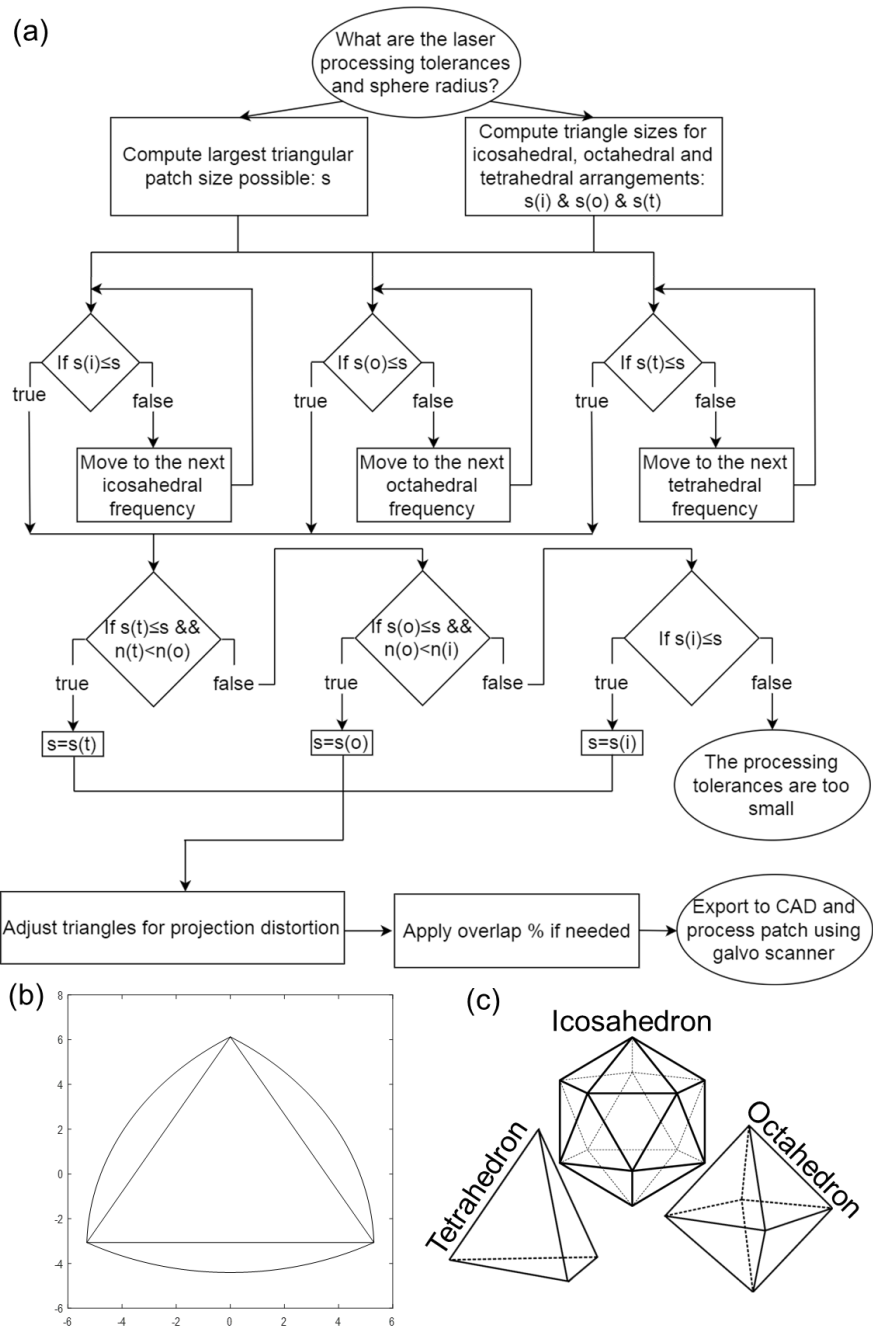 (a)
What are the laser
processing tolerances
and sphere radius?
Compute largest triangular
patch size possible: s
Compute triangle sizes for
icosahedral, octahedral and
tetrahedral arrangements:
s(i) & s(o) & s(t)
If s(i)≤s
true
false
Move to the next
icosahedral
frequency
If s(o)≤s
true
false
Move to the next
octahedral
frequency
If s(t)≤s
true
false
Move to the next
tetrahedral
frequency
If s(t)≤s &&
n(t)<n(o)
true
false
s=s(t)
If s(o)≤s &&
n(o)<n(i)
true
false
s=s(o)
If s(i)≤s
true
false
s=s(i)
The processing
tolerances are too
small
Adjust triangles for projection distortion
Apply overlap % if needed
Export to CAD and
process patch using
galvo scanner
(b)
8
6
4
2
0
-2
-4
-6
-6
-4
-2
0
2
4
6
(c)
Icosahedron
Tetrahedron
Octahedron